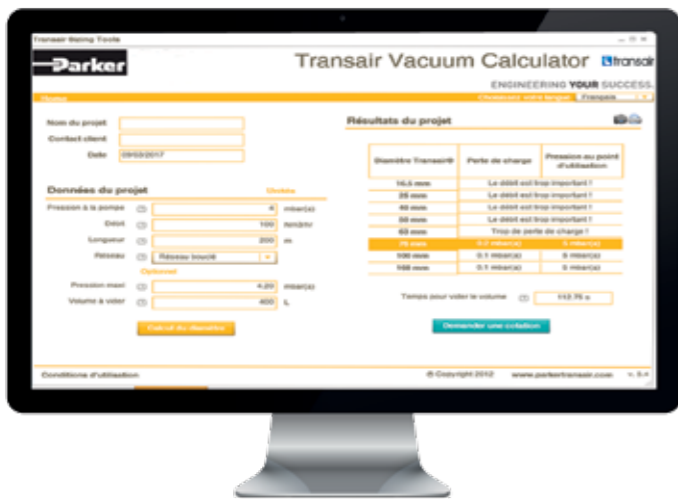 Transair Sizing Tools
Parker
Transair Vacuum Calculator transair
ENGINEERING YOUR SUCCESS.
Home
Choisissez votre langue Français
Nom du projet
Contact client
Date 09/03/2017
Données du projet
Unités
Pression à la pompe 4 mbar(a)
Débit 100 Nm3/hr
Longueur 200 m
Réseau Réseau bouclé
Optionnel
Pression maxi 4,20 mbar(a)
Volume à vider 400 L
Calcul du diamètre
Résultats du projet
Diamètre Transair® Perte de charge Pression au point d'utilisation
16,5 mm Le débit est trop important !
25 mm Le débit est trop important !
40 mm Le débit est trop important !
50 mm Le débit est trop important !
63 mm Trop de perte de charge !
76 mm 0.2 mbar(a) 5 mbar(a)
100 mm 0.1 mbar(a) 5 mbar(a)
168 mm 0.1 mbar(a) 5 mbar(a)
Temps pour vider le volume 112.75 s
Demander une cotation
Conditions d'utilisation
© Copyright 2012 www.parkertransair.com